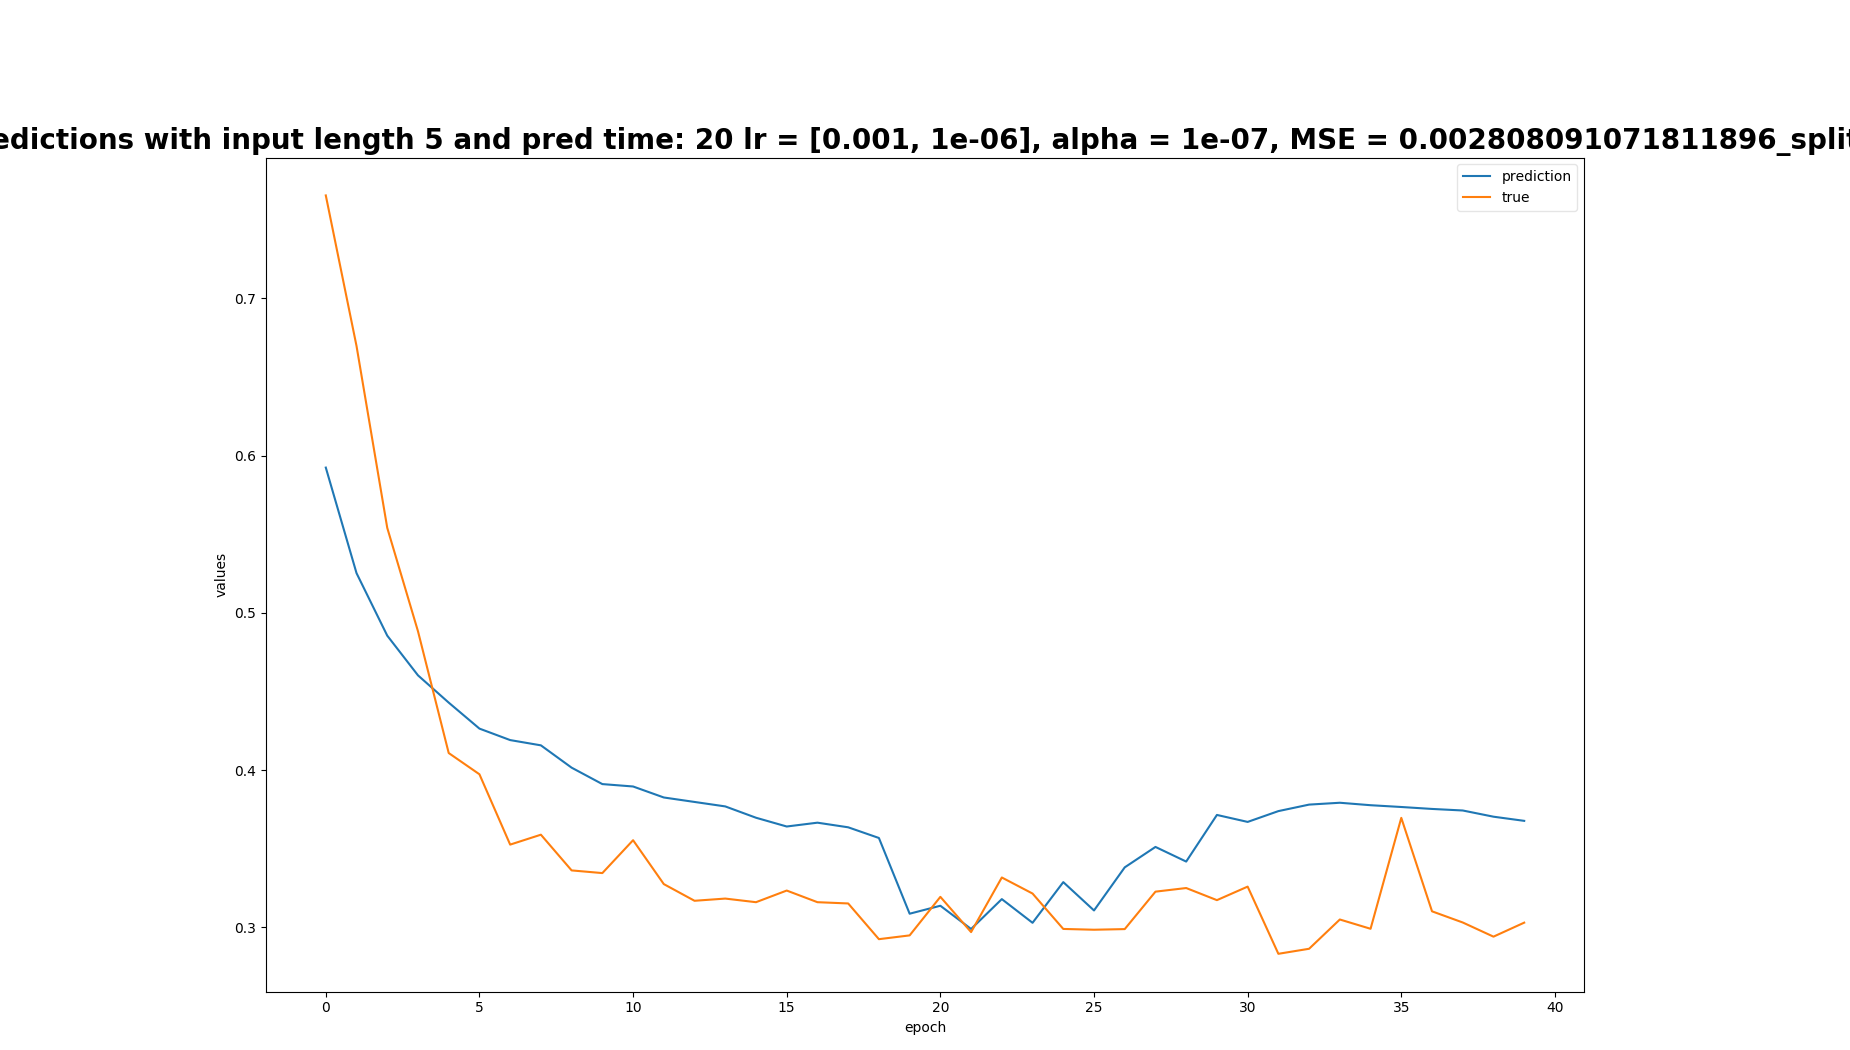 edictions with input length 5 and pred time: 20 lr = [0.001, 1e-06], alpha = 1e-07, MSE = 0.002808091071811896_split
prediction
true
0.7
0.6
0.5
0.4
0.3
values
0 5 10 15 20 25 30 35 40
epoch